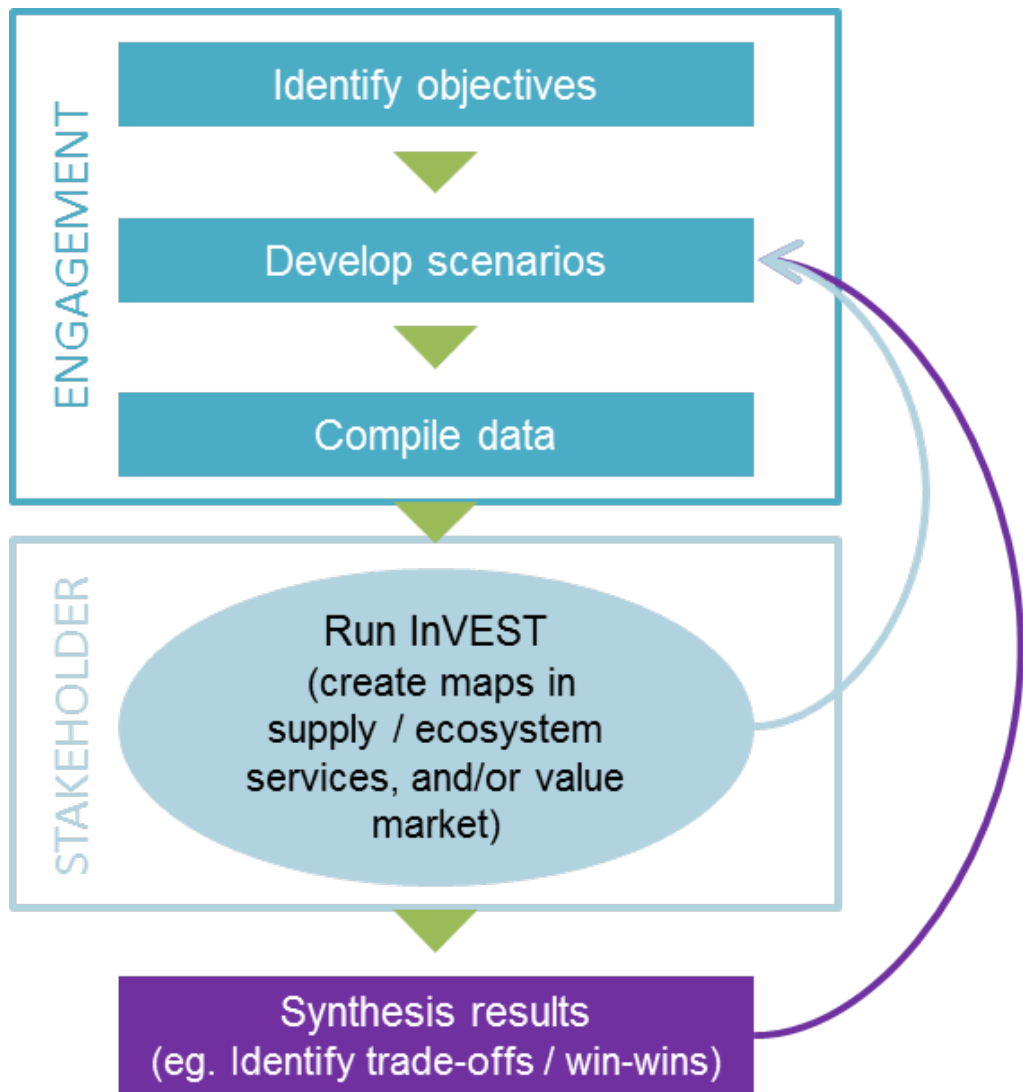 ENGAGEMENT
Identify objectives
Develop scenarios
Compile data
STAKEHOLDER
Run InVEST
(create maps in
supply / ecosystem
services, and/or value
market)
Synthesis results
(eg. Identify trade-offs / win-wins)